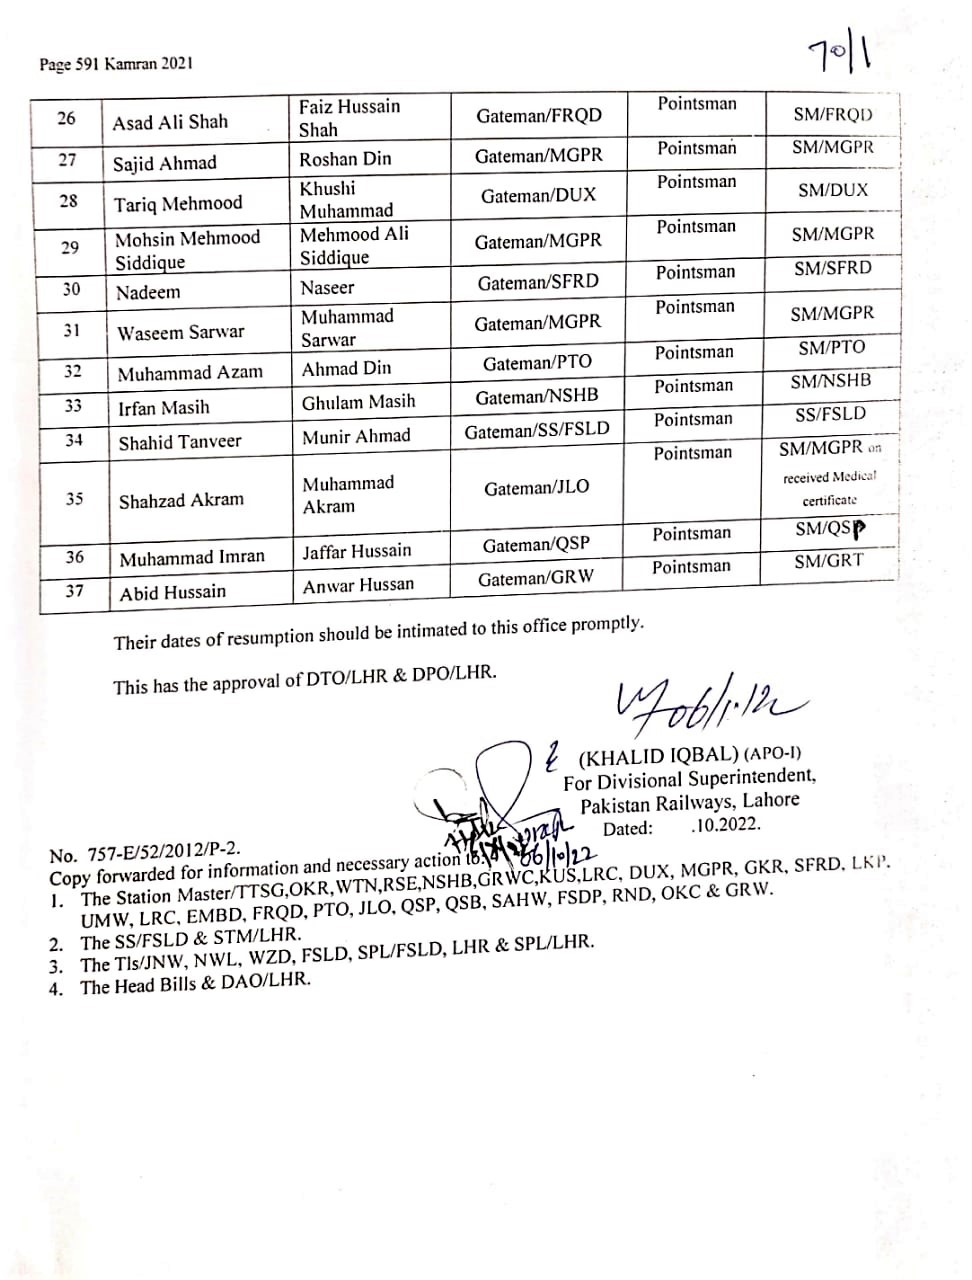 Page 591 Kamran 2021
70/1
26 Asad Ali Shah Faiz Hussain Shah Gateman/FRQD Pointsman SM/FRQD
27 Sajid Ahmad Roshan Din Gateman/MGPR Pointsman SM/MGPR
28 Tariq Mehmood Khushi Muhammad Gateman/DUX Pointsman SM/DUX
29 Mohsin Mehmood Siddique Mehmood Ali Siddique Gateman/MGPR Pointsman SM/MGPR
30 Nadeem Naseer Gateman/SFRD Pointsman SM/SFRD
31 Waseem Sarwar Muhammad Sarwar Gateman/MGPR Pointsman SM/MGPR
32 Muhammad Azam Ahmad Din Gateman/PTO Pointsman SM/PTO
33 Irfan Masih Ghulam Masih Gateman/NSHB Pointsman SM/NSHB
34 Shahid Tanveer Munir Ahmad Gateman/SS/FSLD Pointsman SS/FSLD
35 Shahzad Akram Muhammad Akram Gateman/JLO Pointsman SM/MGPR on received Medical certificate
36 Muhammad Imran Jaffar Hussain Gateman/QSP Pointsman SM/QSP
37 Abid Hussain Anwar Hussan Gateman/GRW Pointsman SM/GRT
Their dates of resumption should be intimated to this office promptly.
This has the approval of DTO/LHR & DPO/LHR.
(KHALID IQBAL) (APO-I)
For Divisional Superintendent,
Pakistan Railways, Lahore
Dated: .10.2022.
06/10/22
No. 757-E/52/2012/P-2.
Copy forwarded for information and necessary action to:
1. The Station Master/TTSG,OKR,WTN,RSE,NSHB,GRWC,KUS,LRC, DUX, MGPR, GKR, SFRD, LKP.
UMW, LRC, EMBD, FRQD, PTO, JLO, QSP, QSB, SAHW, FSDP, RND, OKC & GRW.
2. The SS/FSLD & STM/LHR.
3. The TIs/JNW, NWL, WZD, FSLD, SPL/FSLD, LHR & SPL/LHR.
4. The Head Bills & DAO/LHR.